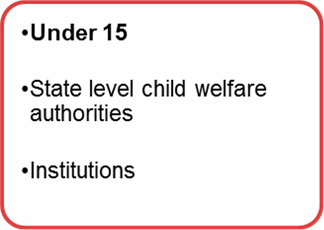 •Under 15
•State level child welfare
authorities
•Institutions